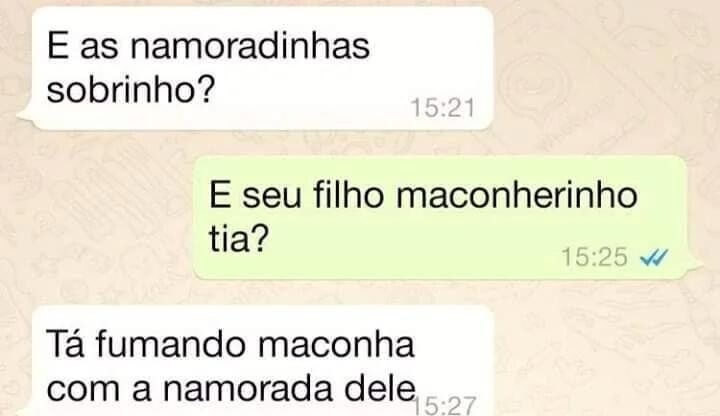 E as namoradinhas
sobrinho?
15:21
E seu filho maconherinho
tia?
15:25
Tá fumando maconha
com a namorada dele
15:27